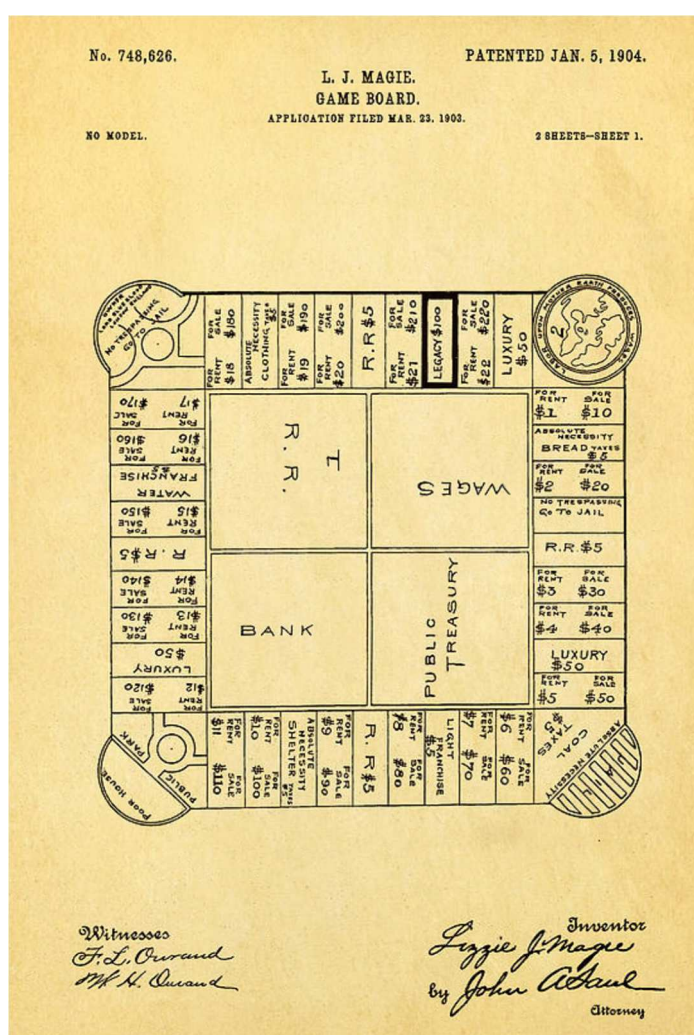 No. 748,626.
PATENTED JAN. 5, 1904.
L. J. MAGIE.
GAME BOARD.
APPLICATION FILED MAR. 23, 1903.
NO MODEL.
2 SHEETS—SHEET 1.
NO TRESPASSING
GO TO JAIL
FOR RENT $18
FOR SALE $180
ABSOLUTE NECESSITY
CLOTHING TAXES $5
FOR RENT $19
FOR SALE $190
FOR RENT $20
FOR SALE $200
R.R $5
FOR RENT $21
FOR SALE $210
LEGACY $100
FOR RENT $22
FOR SALE $220
LUXURY
$50
LABOR UPON MOTHER EARTH PRODUCES WAGES
FOR RENT $1
FOR SALE $10
ABSOLUTE NECESSITY
BREAD TAXES $5
FOR RENT $2
FOR SALE $20
NO TRESPASSING
GO TO JAIL
R.R. $5
FOR RENT $3
FOR SALE $30
FOR RENT $4
FOR SALE $40
LUXURY
$50
FOR RENT $5
FOR SALE $50
COAL
TAXES
$5
ABSOLUTE NECESSITY
FOR RENT $6
FOR SALE $60
FOR RENT $7
FOR SALE $70
LIGHT
FRANCHISE
$5
FOR RENT $8
FOR SALE $80
R. R $5
FOR RENT $9
FOR SALE $90
ABSOLUTE NECESSITY
SHELTER TAXES $5
FOR RENT $10
FOR SALE $100
FOR RENT $11
FOR SALE $110
POOR HOUSE
PUBLIC
PARK
FOR RENT $12
FOR SALE $120
LUXURY
$50
FOR RENT $13
FOR SALE $130
FOR RENT $14
FOR SALE $140
R. R $5
FOR RENT $15
FOR SALE $150
WATER
FRANCHISE
$5
FOR RENT $16
FOR SALE $160
FOR RENT $17
FOR SALE $170
R. R.
WAGES
BANK
PUBLIC
TREASURY
Witnesses
Inventor
Lizzie J. Magie
by John
Attorney